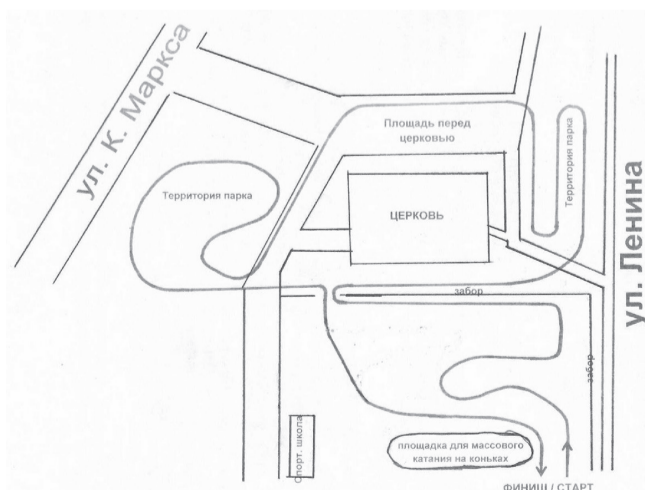 ул. К. Маркса
Площадь перед
церковью
Территория парка
Территория парка
ЦЕРКОВЬ
ул. Ленина
забор
забор
Спорт. школа
площадка для массового
катания на коньках
ФИНИШ / СТАРТ